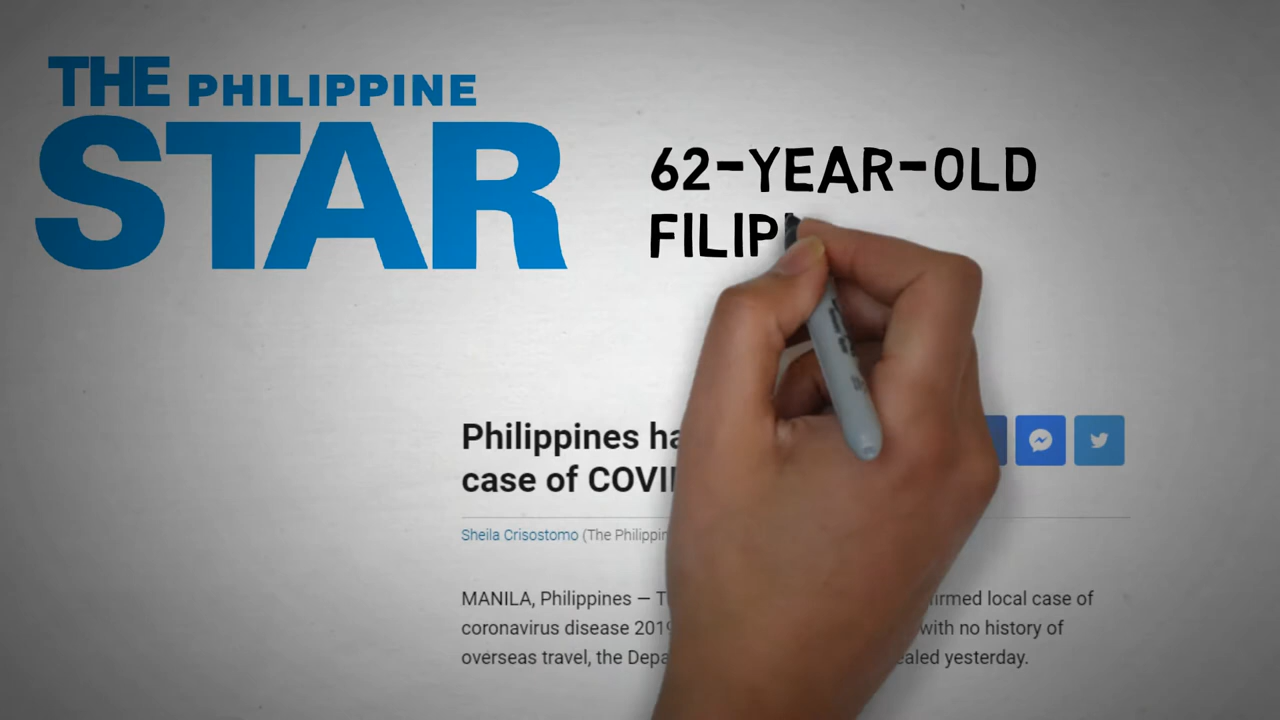 THE PHILIPPINE
STAR
62-YEAR-OLD
FILIP
Philippines ha
case of COVI
Sheila Crisostomo (The Philippin
MANILA, Philippines — T irmed local case of
coronavirus disease 2019 with no history of
overseas travel, the Depa ealed yesterday.